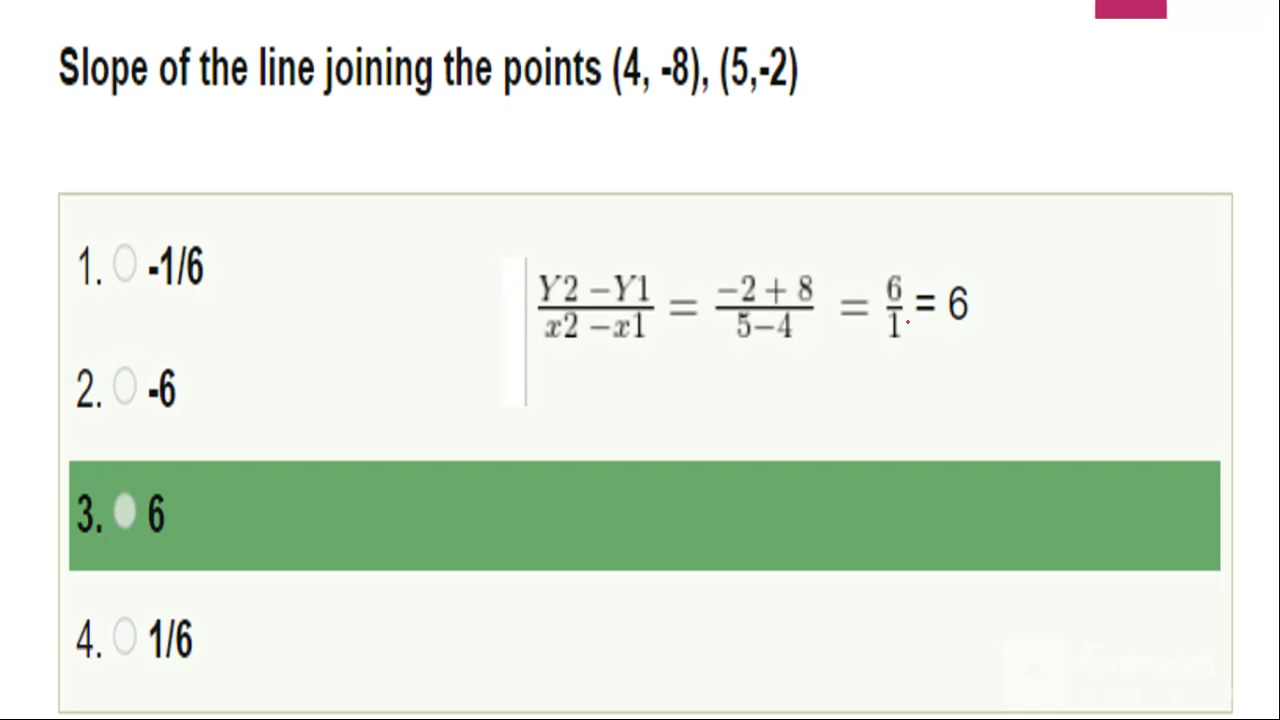 Slope of the line joining the points (4, -8), (5,-2)
1. -1/6
Y2 −Y1 / x2 −x1 = −2 + 8 / 5−4 = 6 / 1 = 6
2. -6
3. 6
4. 1/6